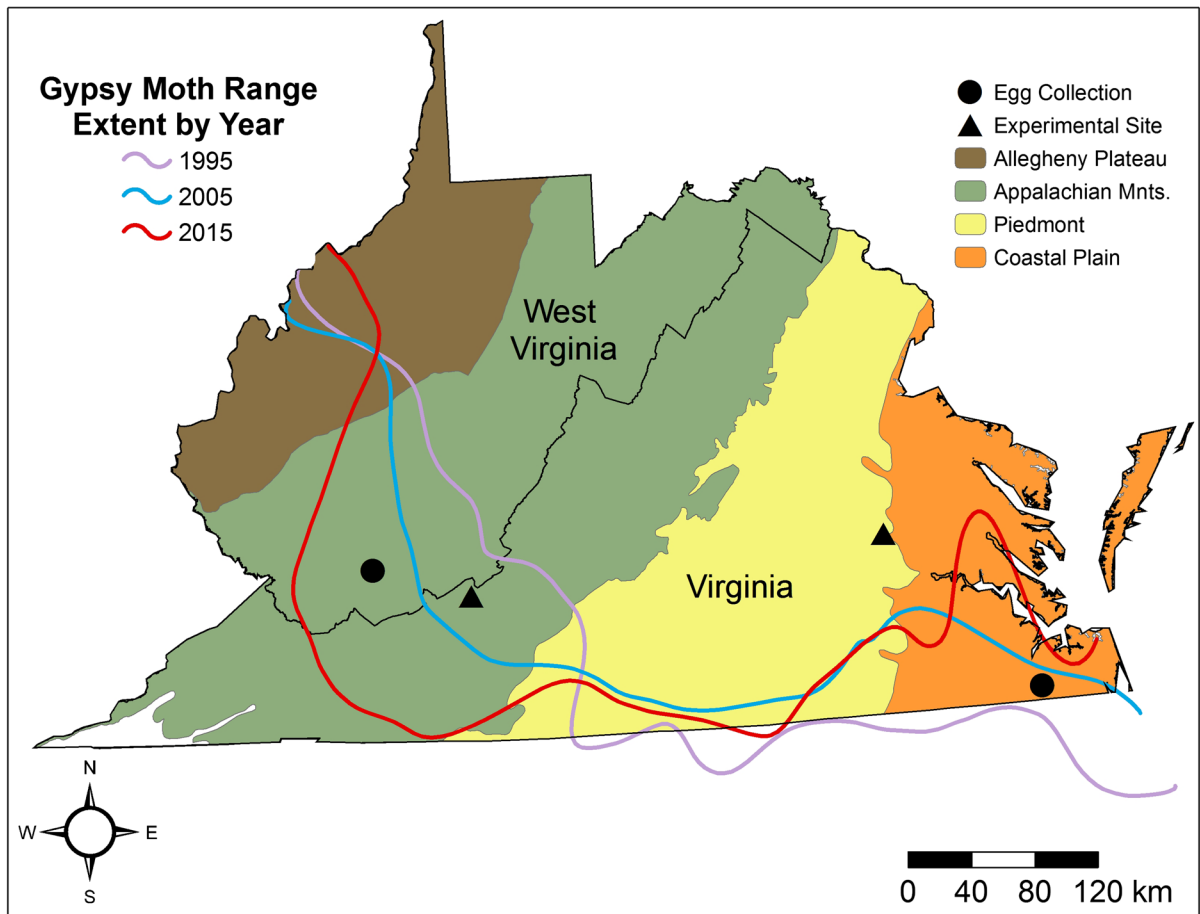 Gypsy Moth Range
Extent by Year
1995
2005
2015
Egg Collection
Experimental Site
Allegheny Plateau
Appalachian Mnts.
Piedmont
Coastal Plain
West
Virginia
Virginia
N
W E
S
0 40 80 120 km